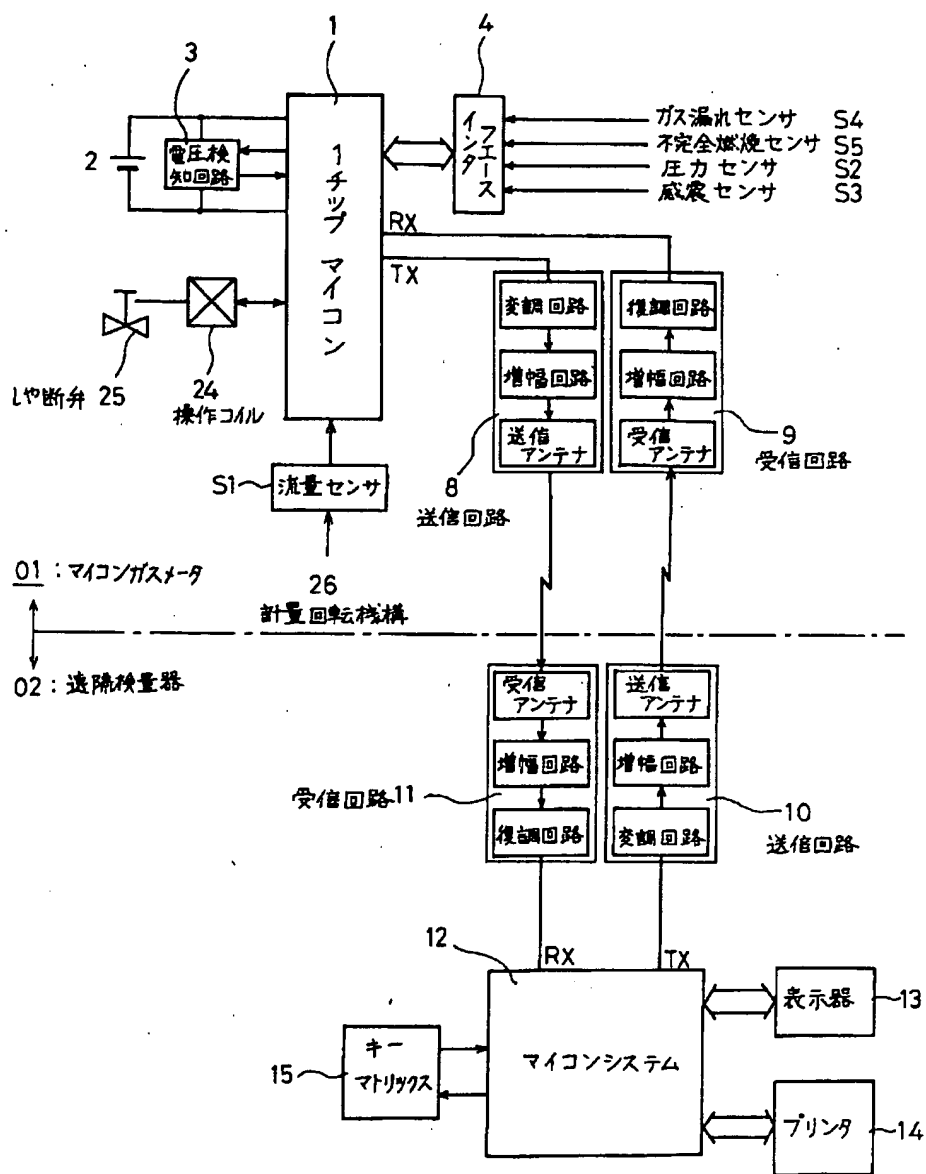 1
4
3
2
電圧検
知回路
1チップ マイコン
インタ
フエース
ガス漏れセンサ S4
不完全燃焼センサ S5
圧力センサ S2
感震センサ S3
RX
TX
変調回路
増幅回路
送信
アンテナ
復調回路
増幅回路
受信
アンテナ
しや断弁 25
24
操作コイル
8
送信回路
9
受信回路
S1
流量センサ
26
計量回転機構
01:マイコンガスメータ
02:遠隔検量器
受信
アンテナ
増幅回路
復調回路
受信回路 11
送信
アンテナ
増幅回路
変調回路
10
送信回路
12
RX
TX
マイコンシステム
表示器
13
キー
マトリックス
15
プリンタ
14